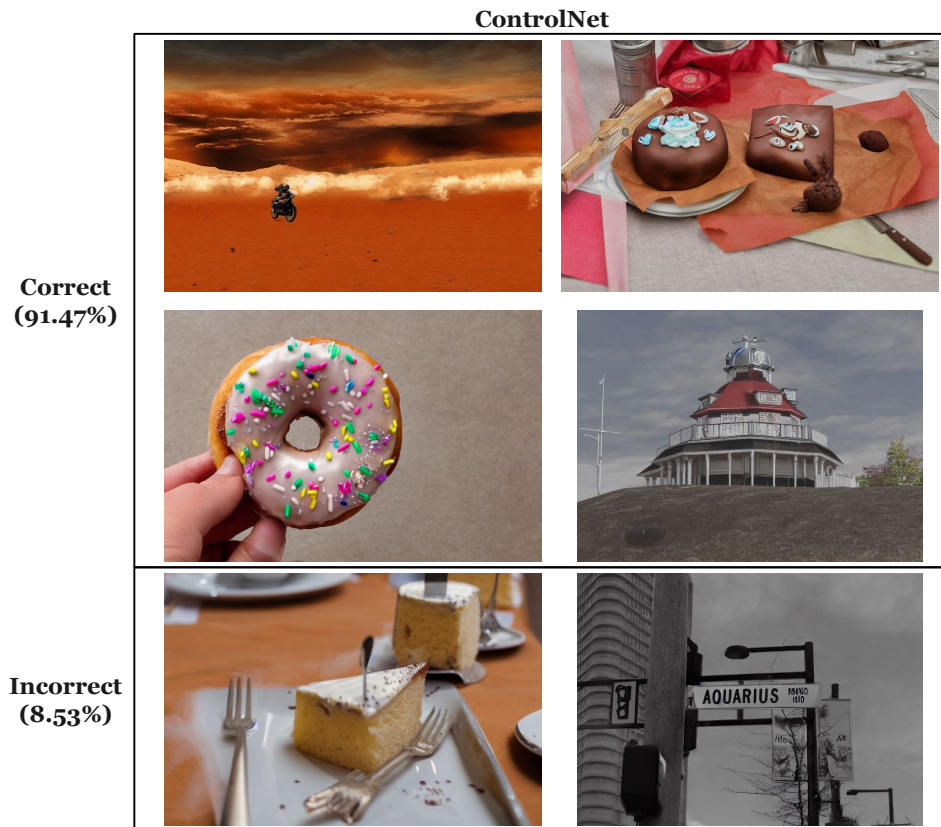 ControlNet
Correct
(91.47%)
Incorrect
(8.53%)
AQUARIUS